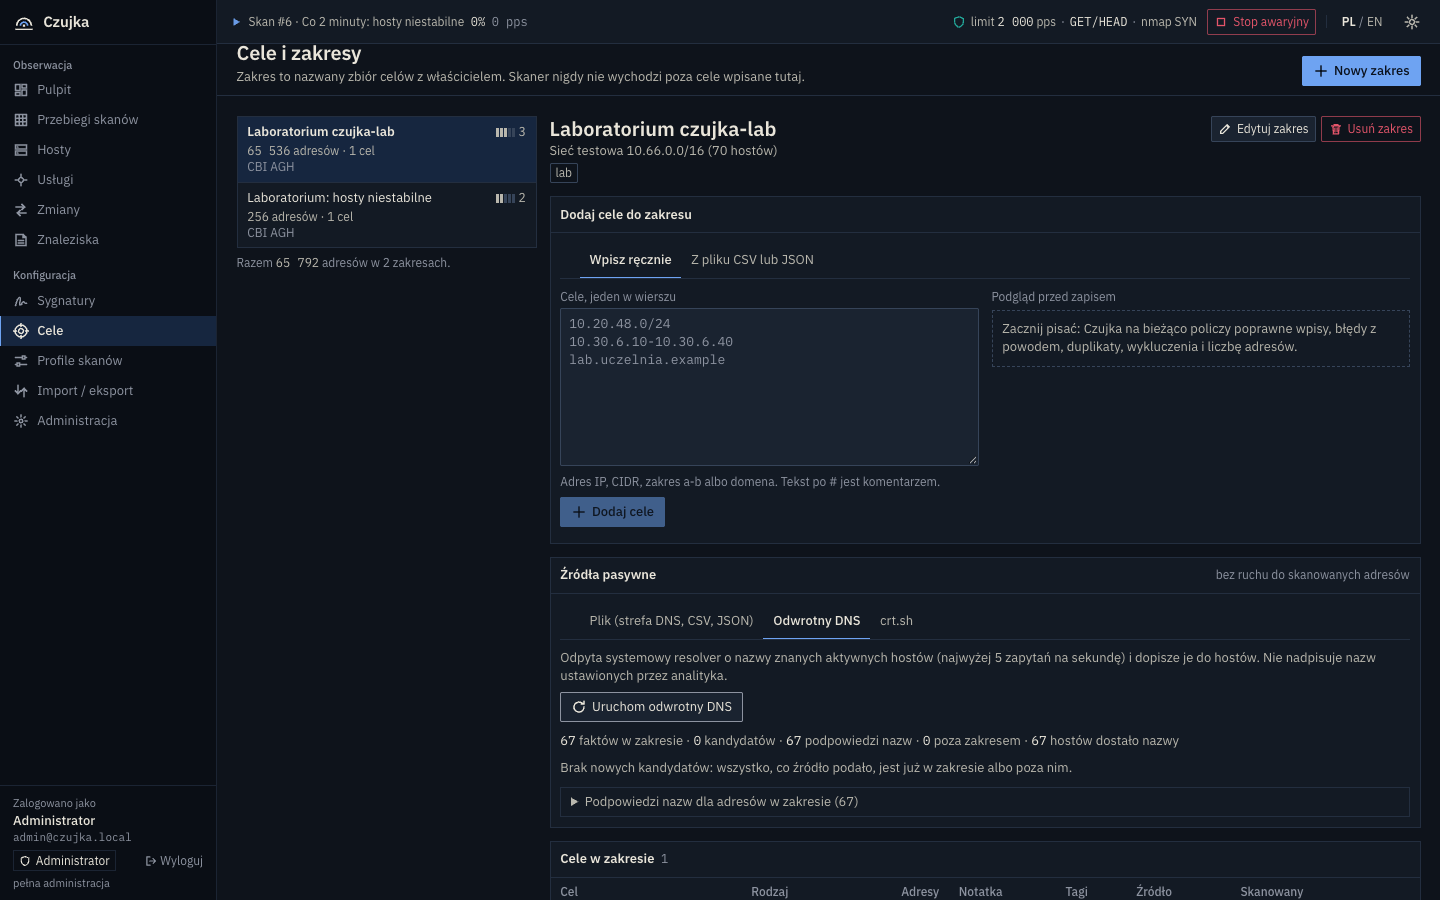 Czujka
Skan #6 · Co 2 minuty: hosty niestabilne 0% 0 pps
limit 2 000 pps · GET/HEAD · nmap SYN
Stop awaryjny
PL / EN
Obserwacja
Pulpit
Przebiegi skanów
Hosty
Usługi
Zmiany
Znaleziska
Konfiguracja
Sygnatury
Cele
Profile skanów
Import / eksport
Administracja
Zalogowano jako
Administrator
admin@czujka.local
Administrator
Wyloguj
pełna administracja
Cele i zakresy
Zakres to nazwany zbiór celów z właścicielem. Skaner nigdy nie wychodzi poza cele wpisane tutaj.
Nowy zakres
Laboratorium czujka-lab 3
65 536 adresów · 1 cel
CBI AGH
Laboratorium: hosty niestabilne 2
256 adresów · 1 cel
CBI AGH
Razem 65 792 adresów w 2 zakresach.
Laboratorium czujka-lab
Edytuj zakres
Usuń zakres
Sieć testowa 10.66.0.0/16 (70 hostów)
lab
Dodaj cele do zakresu
Wpisz ręcznie
Z pliku CSV lub JSON
Cele, jeden w wierszu
10.20.48.0/24
10.30.6.10-10.30.6.40
lab.uczelnia.example
Adres IP, CIDR, zakres a-b albo domena. Tekst po # jest komentarzem.
Dodaj cele
Podgląd przed zapisem
Zacznij pisać: Czujka na bieżąco policzy poprawne wpisy, błędy z
powodem, duplikaty, wykluczenia i liczbę adresów.
Źródła pasywne
bez ruchu do skanowanych adresów
Plik (strefa DNS, CSV, JSON)
Odwrotny DNS
crt.sh
Odpyta systemowy resolver o nazwy znanych aktywnych hostów (najwyżej 5 zapytań na sekundę) i dopisze je do hostów. Nie nadpisuje nazw
ustawionych przez analityka.
Uruchom odwrotny DNS
67 faktów w zakresie · 0 kandydatów · 67 podpowiedzi nazw · 0 poza zakresem · 67 hostów dostało nazwy
Brak nowych kandydatów: wszystko, co źródło podało, jest już w zakresie albo poza nim.
Podpowiedzi nazw dla adresów w zakresie (67)
Cele w zakresie 1
Cel Rodzaj Adresy Notatka Tagi Źródło Skanowany